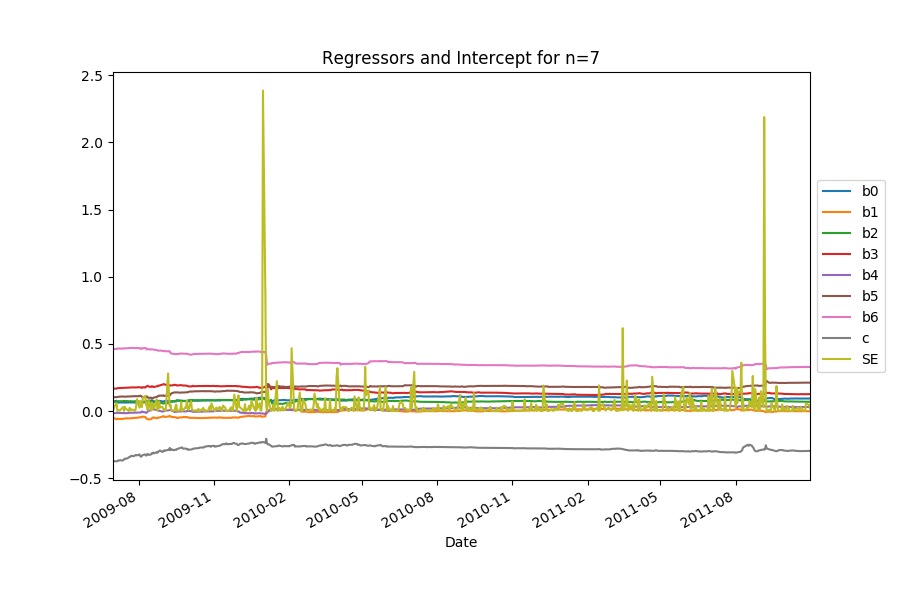 Regressors and Intercept for n=7
2.5
2.0
1.5
1.0
0.5
0.0
−0.5
2009-08
2009-11
2010-02
2010-05
2010-08
2010-11
2011-02
2011-05
2011-08
Date
b0
b1
b2
b3
b4
b5
b6
c
SE